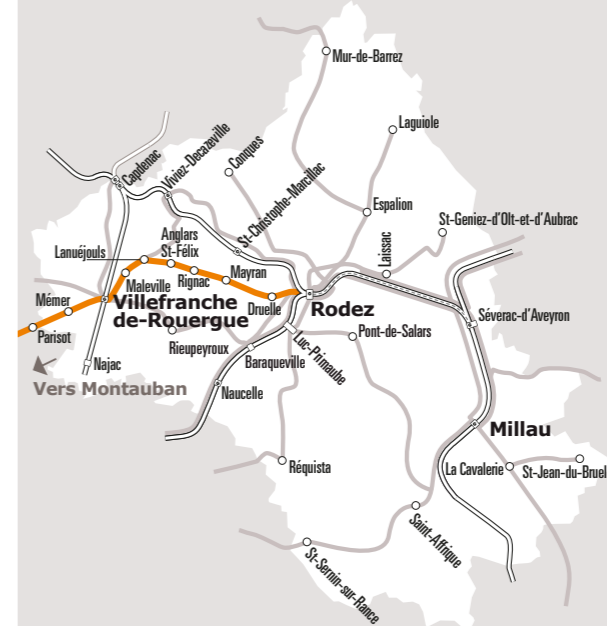 Mur-de-Barrez
Laguiole
Capdenac
Viviez-Decazeville
Conques
St-Christophe-Marcillac
Espalion
St-Geniez-d'Olt-et-d'Aubrac
Lanuéjouls
Anglars
St-Félix
Rignac
Mayran
Laissac
Maleville
Mémer
Villefranche
de-Rouergue
Druelle
Rodez
Séverac-d'Aveyron
Parisot
Rieupeyroux
Luc-Primaube
Pont-de-Salars
Najac
Baraqueville
Vers Montauban
Naucelle
Millau
Réquista
La Cavalerie
St-Jean-du-Bruel
Saint-Affrique
St-Sernin-sur-Rance